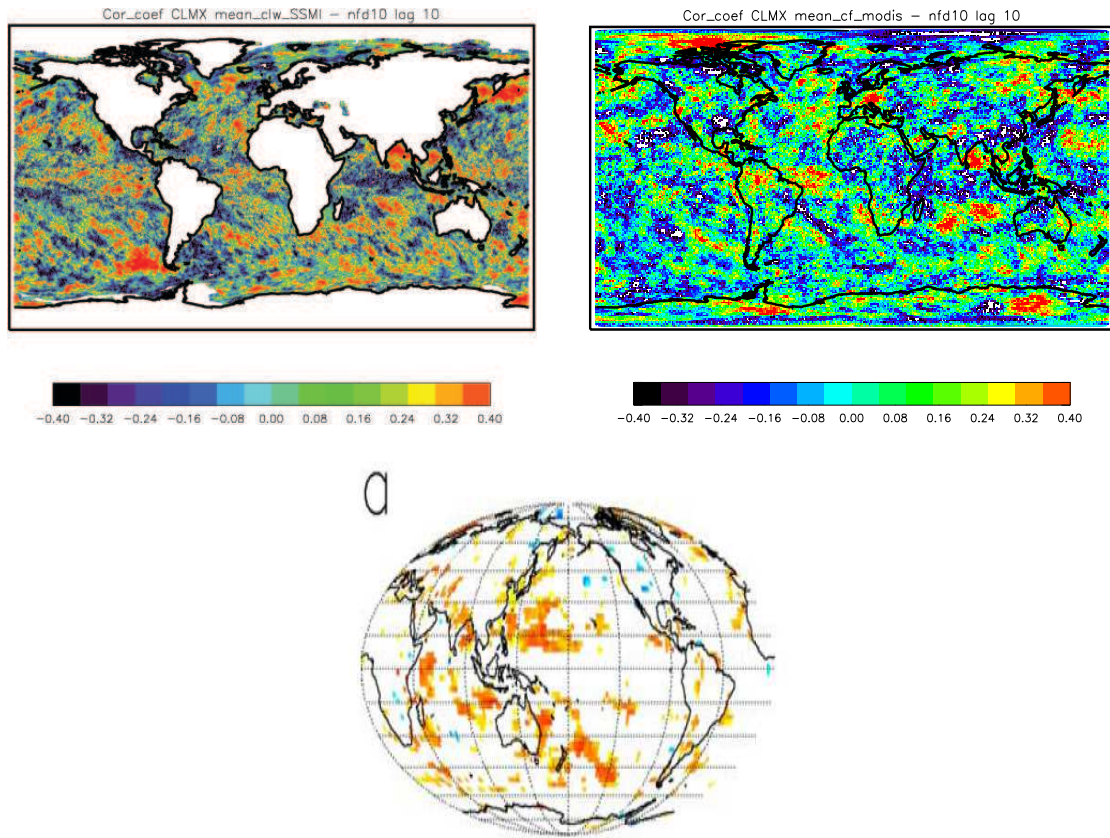 Cor_coef CLMX mean_clw_SSMI - nfd10 lag 10
Cor_coef CLMX mean_cf_modis - nfd10 lag 10
-0.40 -0.32 -0.24 -0.16 -0.08 0.00 0.08 0.16 0.24 0.32 0.40
-0.40 -0.32 -0.24 -0.16 -0.08 0.00 0.08 0.16 0.24 0.32 0.40
a